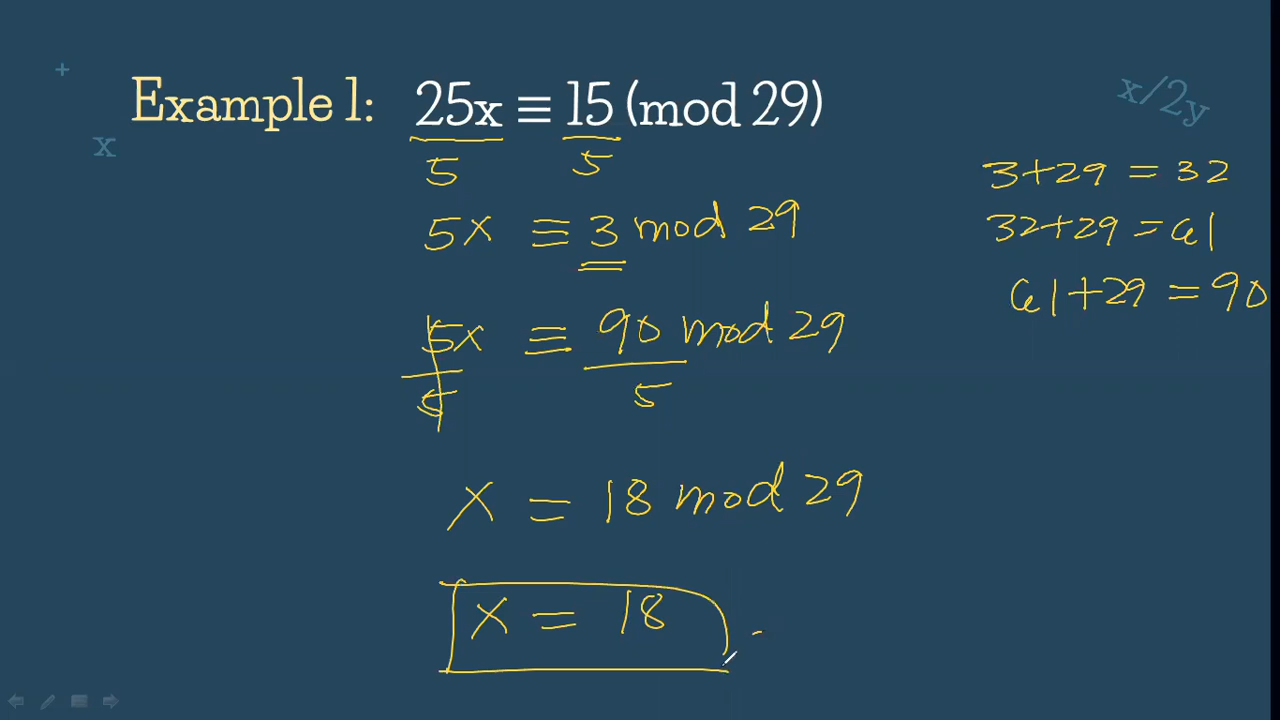 Example 1: 25x ≡ 15 (mod 29)
5 5
5x ≡ 3 mod 29
5x ≡ 90 mod 29
5 5
x = 18 mod 29
x = 18
3+29 = 32
32+29 = 61
61+29 = 90
+
x
x/2y